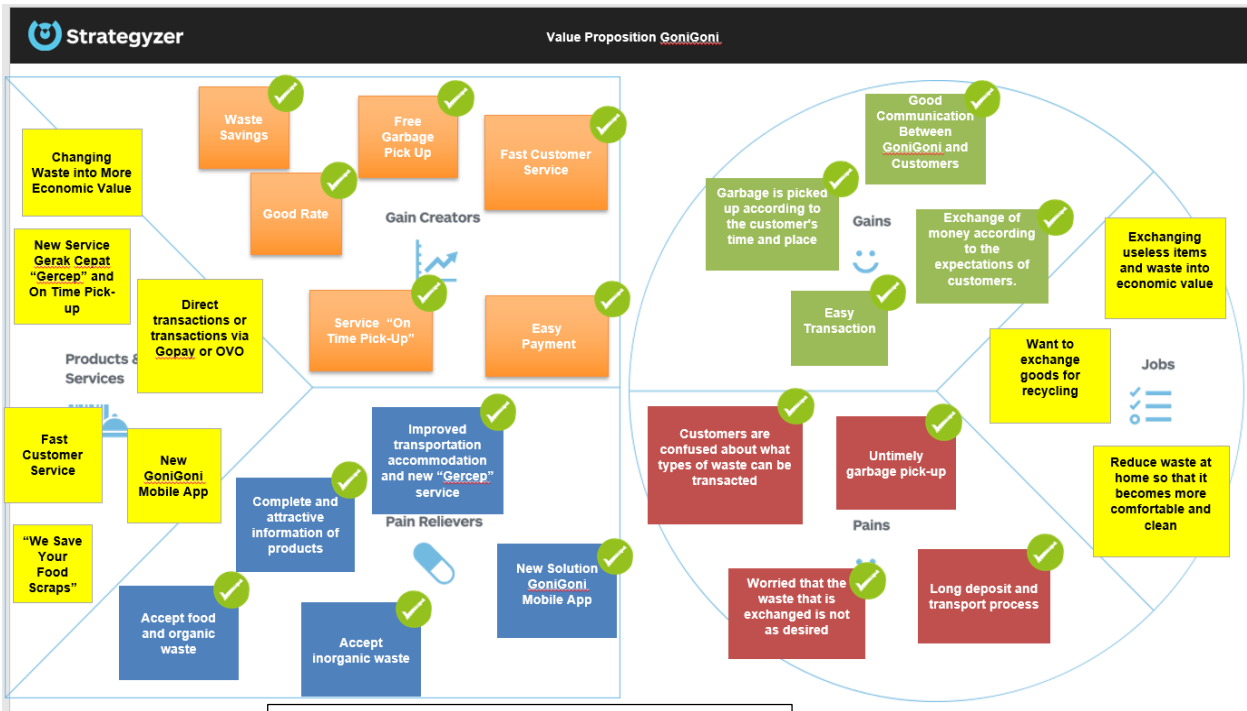 Strategyzer
Value Proposition GoniGoni
Changing
Waste into More
Economic Value
New Service
Gerak Cepat
“Gercep” and
On Time Pick-
up
Direct
transactions or
transactions via
Gopay or OVO
Products &
Services
Fast
Customer
Service
New
GoniGoni
Mobile App
“We Save
Your
Food
Scraps”
Waste
Savings
Free
Garbage
Pick Up
Fast Customer
Service
Good Rate
Gain Creators
Service “On
Time Pick-Up”
Easy
Payment
Improved
transportation
accommodation
and new “Gercep”
service
Complete and
attractive
information of
products
Pain Relievers
New Solution
GoniGoni
Mobile App
Accept food
and organic
waste
Accept
inorganic waste
Good
Communication
Between
GoniGoni and
Customers
Garbage is picked
up according to
the customer's
time and place
Gains
Exchange of
money according
to the
expectations of
customers.
Easy
Transaction
Exchanging
useless items
and waste into
economic value
Want to
exchange
goods for
recycling
Jobs
Reduce waste at
home so that it
becomes more
comfortable and
clean
Customers are
confused about what
types of waste can be
transacted
Untimely
garbage pick-up
Pains
Worried that the
waste that is
exchanged is not
as desired
Long deposit and
transport process